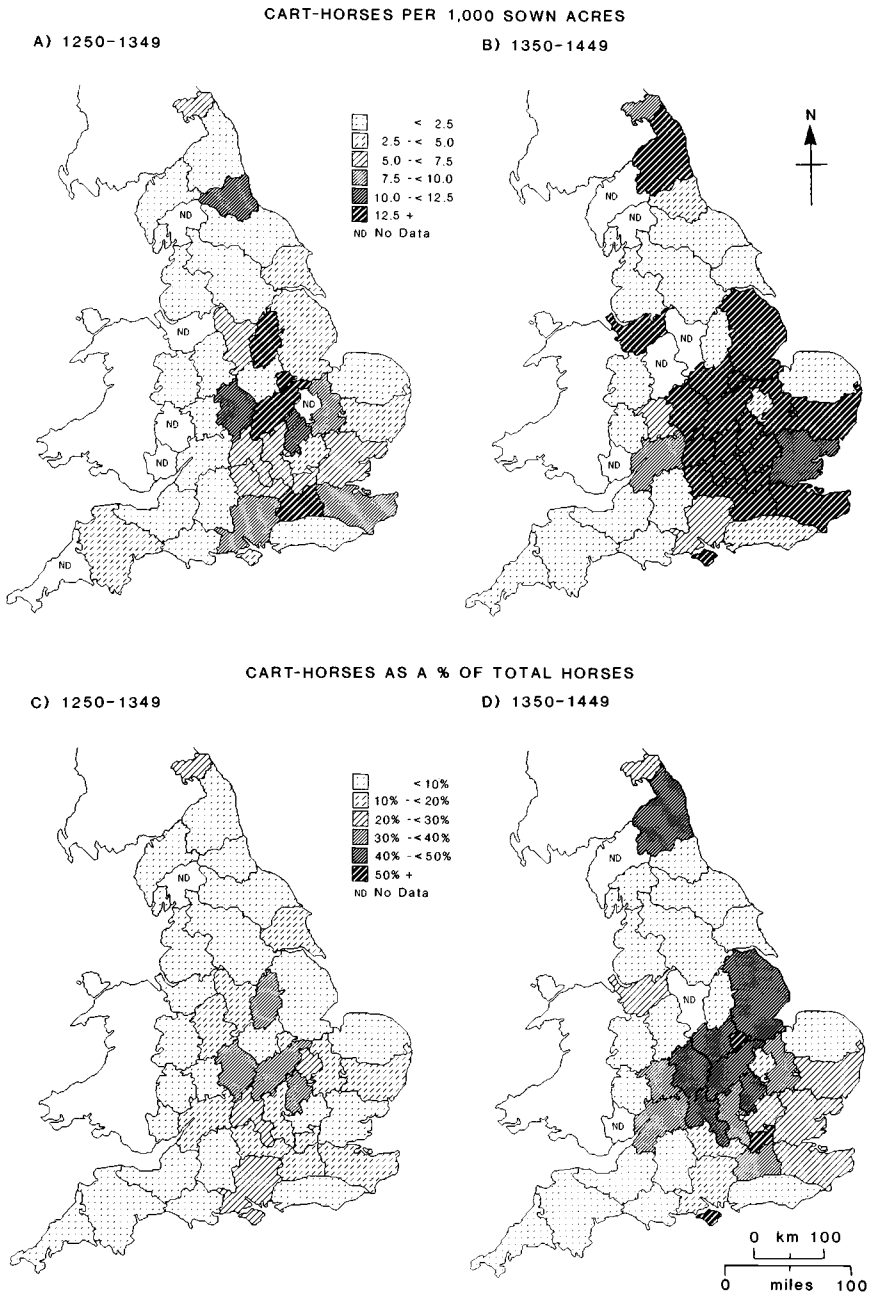 CART-HORSES PER 1,000 SOWN ACRES
A) 1250-1349
B) 1350-1449
N
< 2.5
2.5 - < 5.0
5.0 - < 7.5
7.5 - < 10.0
10.0 - < 12.5
12.5 +
ND No Data
ND
ND
ND
ND
ND
ND
ND
ND
ND
ND
ND
CART-HORSES AS A % OF TOTAL HORSES
C) 1250-1349
D) 1350-1449
< 10%
10% - < 20%
20% - < 30%
30% - < 40%
40% - < 50%
50% +
ND No Data
ND
ND
ND
ND
0 km 100
0 miles 100